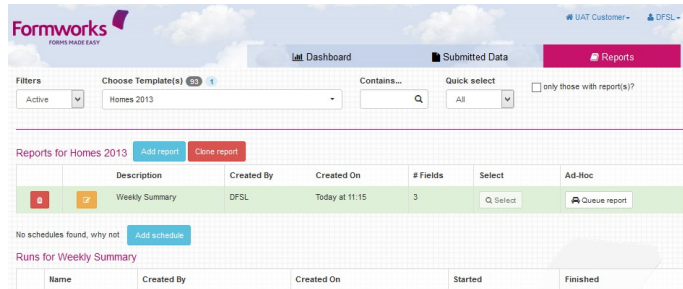 Formworks
FORMS MADE EASY
UAT Customer DFSL
Dashboard Submitted Data Reports
Filters Choose Template(s) 93 1 Contains... Quick select
Active Homes 2013 All only those with report(s)?
Reports for Homes 2013 Add report Clone report
Description Created By Created On # Fields Select Ad-Hoc
Weekly Summary DFSL Today at 11:15 3 Select Queue report
No schedules found, why not Add schedule
Runs for Weekly Summary
Name Created By Created On Started Finished